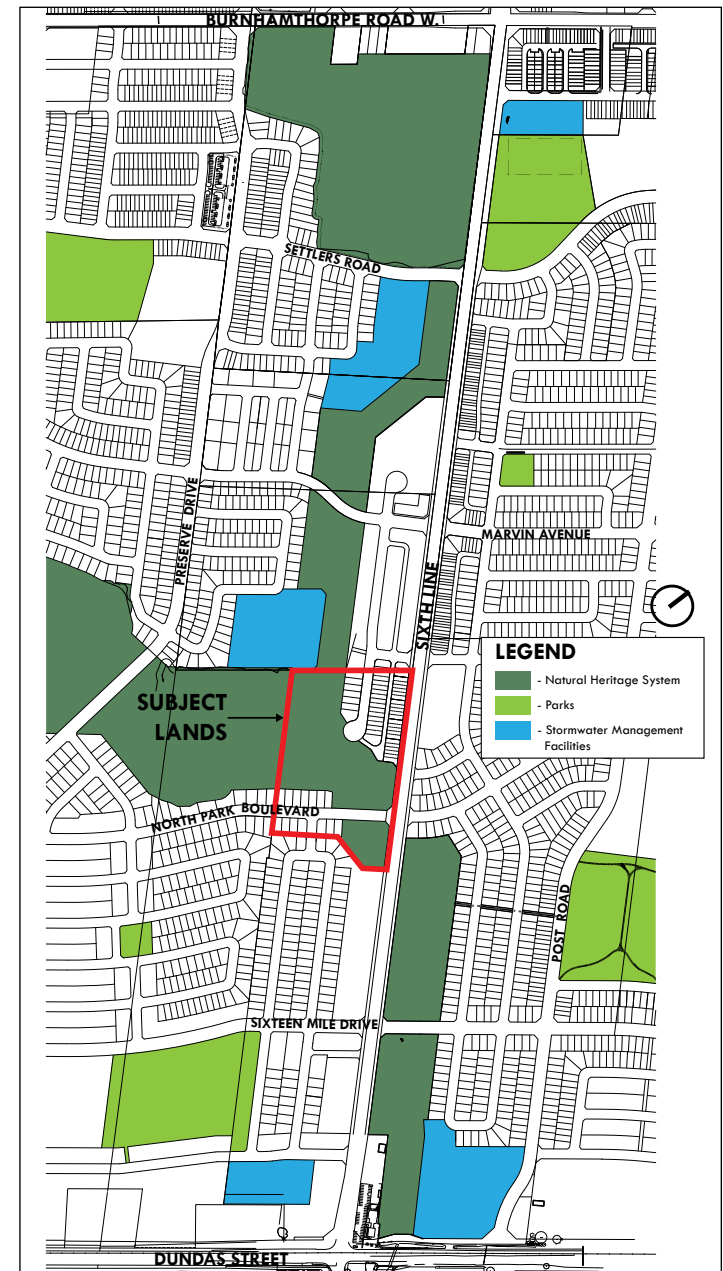 BURNHAMTHORPE ROAD W.
SETTLERS ROAD
PRESERVE DRIVE
MARVIN AVENUE
SIXTH LINE
LEGEND
- Natural Heritage System
- Parks
- Stormwater Management
Facilities
SUBJECT
LANDS
NORTH PARK BOULEVARD
POST ROAD
SIXTEEN MILE DRIVE
DUNDAS STREET